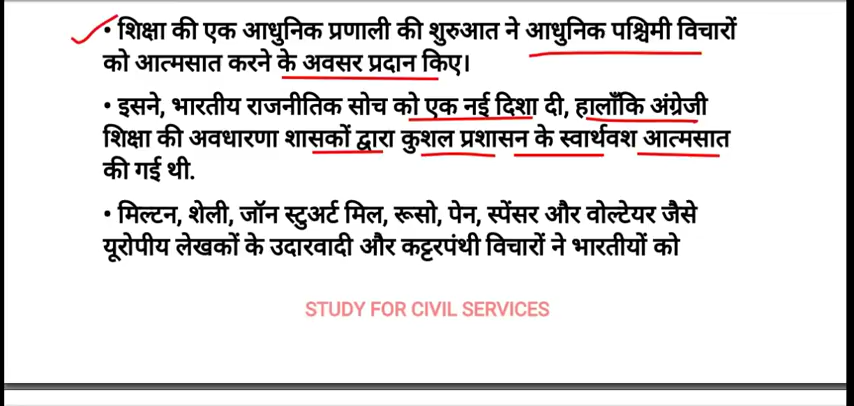 • शिक्षा की एक आधुनिक प्रणाली की शुरुआत ने आधुनिक पश्चिमी विचारों
को आत्मसात करने के अवसर प्रदान किए।
• इसने, भारतीय राजनीतिक सोच को एक नई दिशा दी, हालाँकि अंग्रेजी
शिक्षा की अवधारणा शासकों द्वारा कुशल प्रशासन के स्वार्थवश आत्मसात
की गई थी.
• मिल्टन, शेली, जॉन स्टुअर्ट मिल, रूसो, पेन, स्पेंसर और वोल्टेयर जैसे
यूरोपीय लेखकों के उदारवादी और कट्टरपंथी विचारों ने भारतीयों को
STUDY FOR CIVIL SERVICES